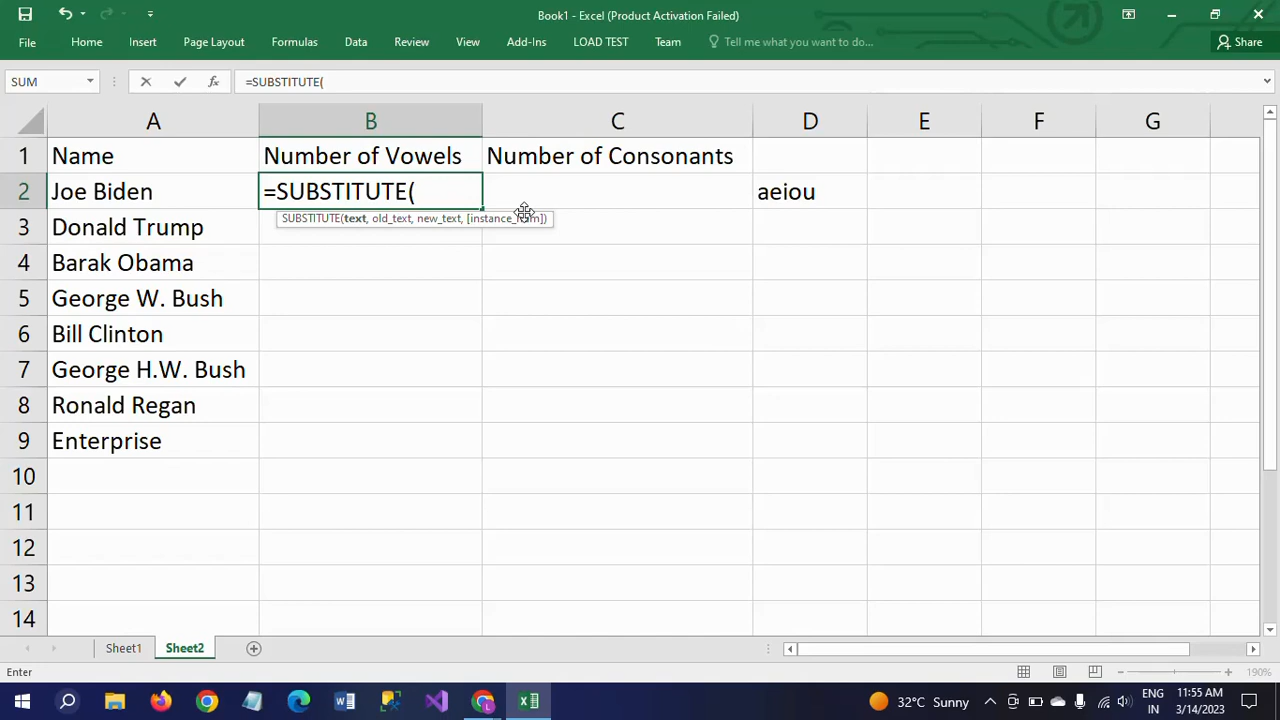 Book1 - Excel (Product Activation Failed)
File Home Insert Page Layout Formulas Data Review View Add-Ins LOAD TEST Team Tell me what you want to do... Share
SUM fx =SUBSTITUTE(
A B C D E F G
1 Name Number of Vowels Number of Consonants
2 Joe Biden =SUBSTITUTE( aeiou
SUBSTITUTE(text, old_text, new_text, [instance_num])
3 Donald Trump
4 Barak Obama
5 George W. Bush
6 Bill Clinton
7 George H.W. Bush
8 Ronald Regan
9 Enterprise
10
11
12
13
14
Sheet1 Sheet2
Enter 190%
32°C Sunny ENG 11:55 AM
IN 3/14/2023